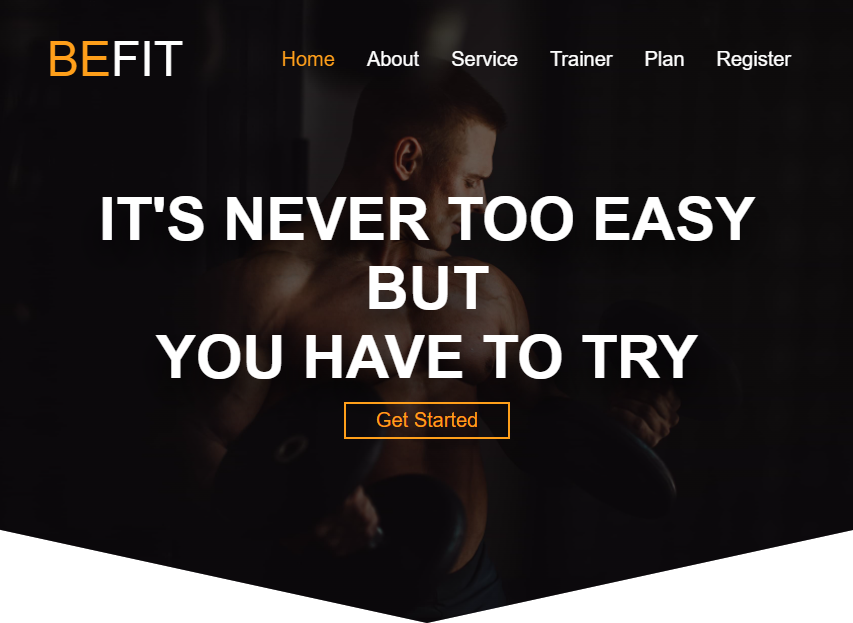 BEFIT
Home About Service Trainer Plan Register
IT'S NEVER TOO EASY
BUT
YOU HAVE TO TRY
Get Started